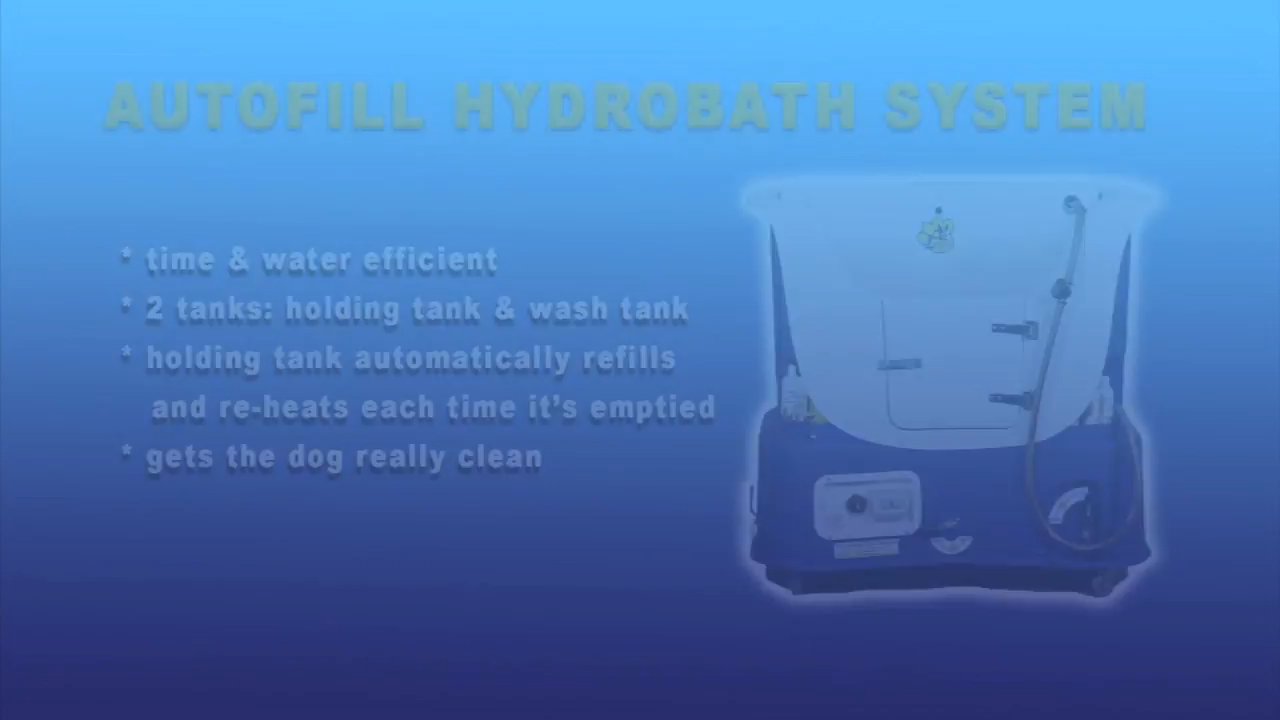 AUTOFILL HYDROBATH SYSTEM
* time & water efficient
* 2 tanks: holding tank & wash tank
* holding tank automatically refills
and re-heats each time it's emptied
* gets the dog really clean